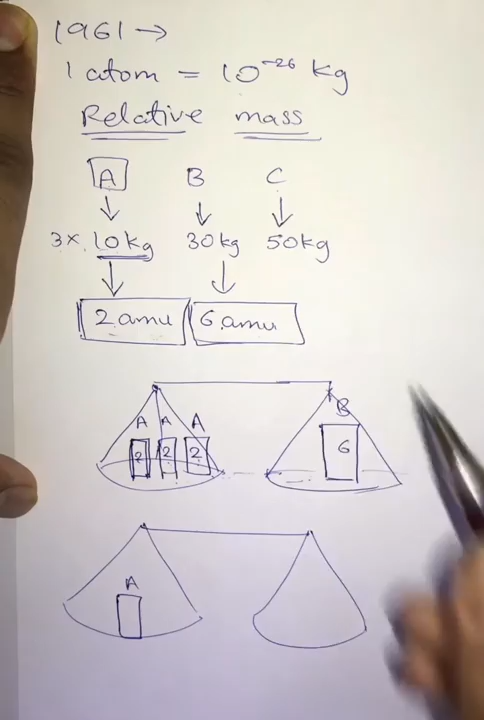 1961 →
1 atom = 10⁻²⁶ kg
Relative mass
A B C
3x 10kg 30kg 50kg
2 amu 6 amu
A A A B
2 2 2 6
A